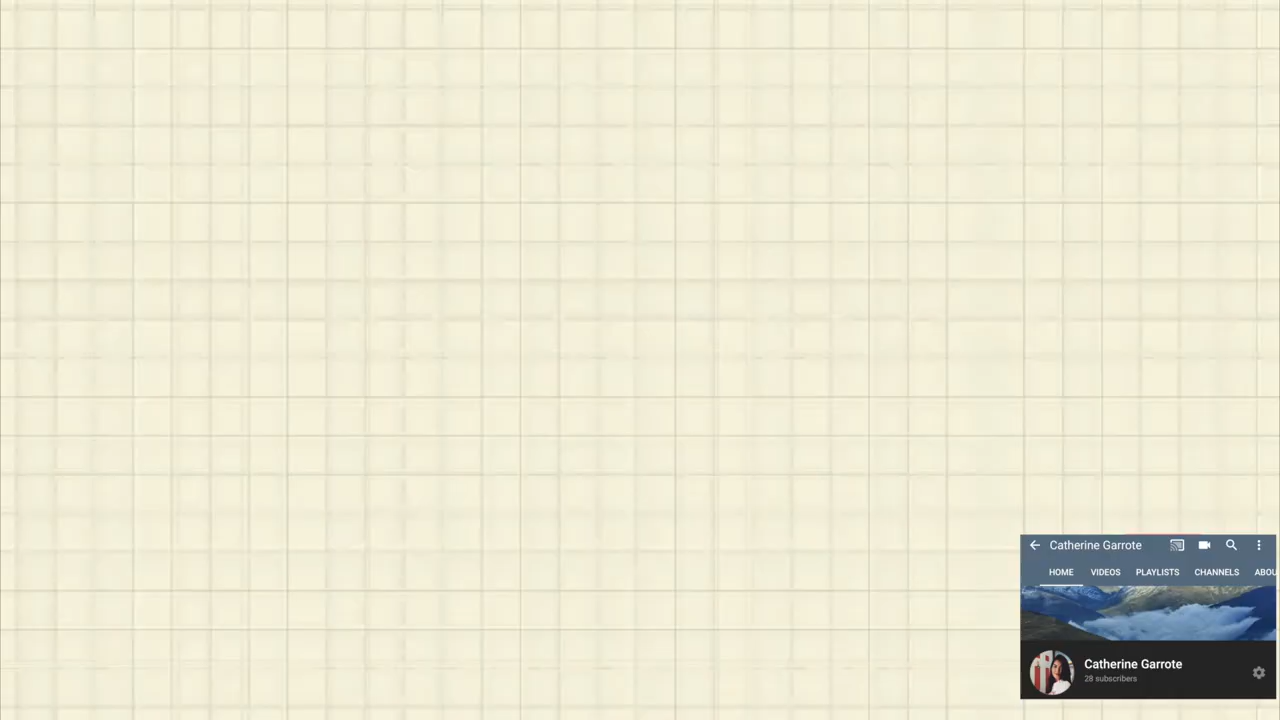 Catherine Garrote
HOME VIDEOS PLAYLISTS CHANNELS ABOU
Catherine Garrote
28 subscribers